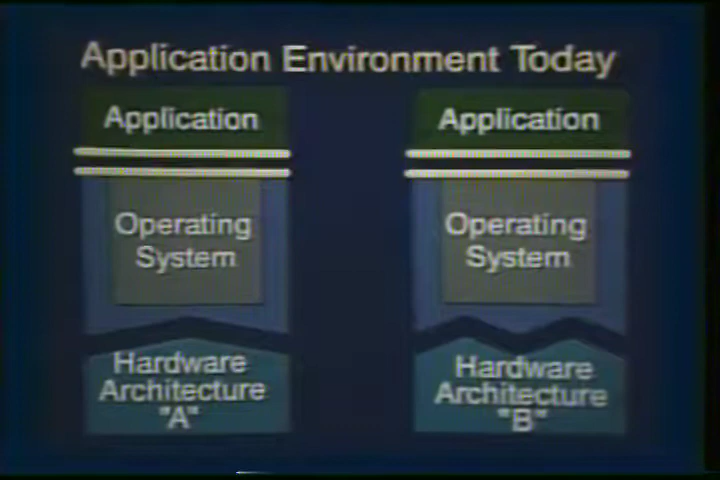 Application Environment Today
Application
Operating
System
Hardware
Architecture
"A"
Application
Operating
System
Hardware
Architecture
"B"